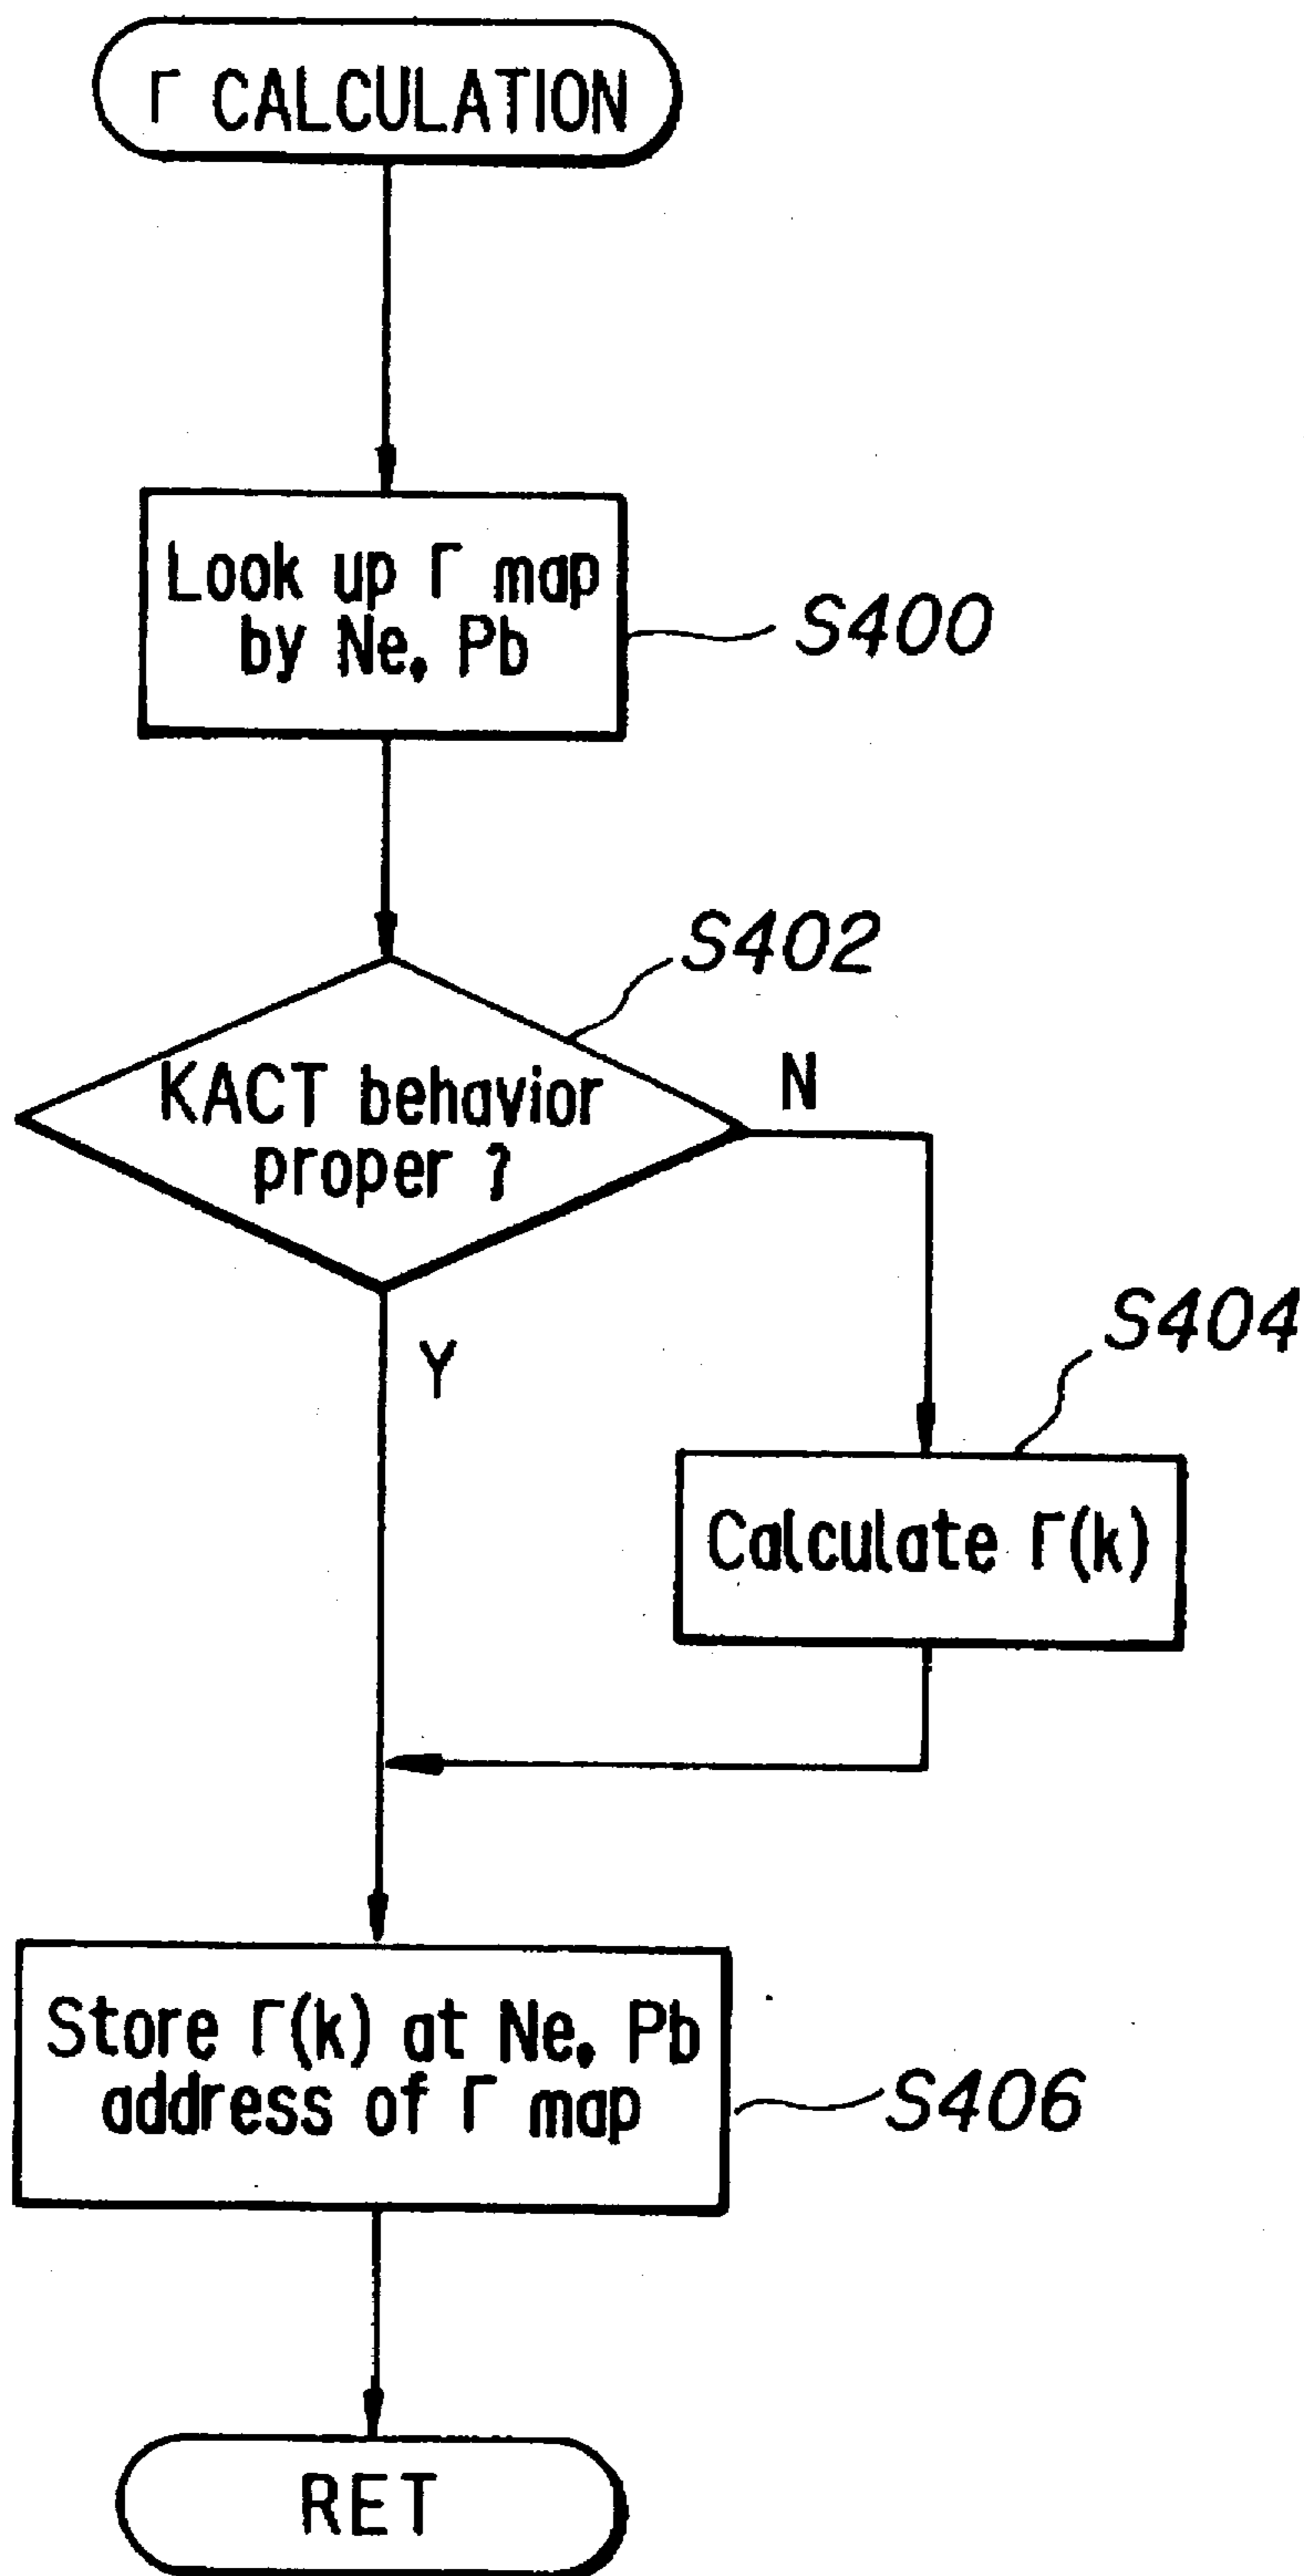 Γ CALCULATION
Look up Γ map
by Ne, Pb
S400
S402
KACT behavior
proper ?
N
Y
S404
Calculate Γ(k)
Store Γ(k) at Ne, Pb
address of Γ map
S406
RET